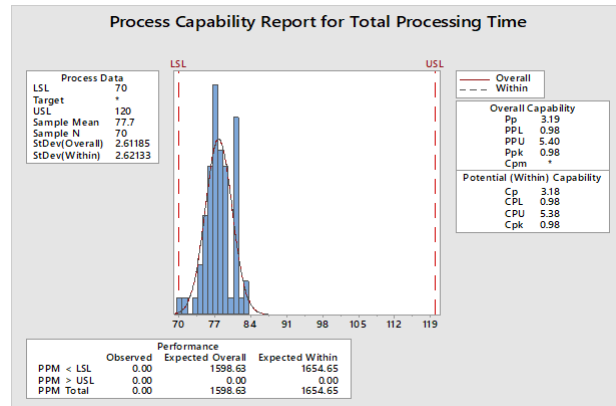 Process Capability Report for Total Processing Time
LSL
USL
Process Data
LSL 70
Target *
USL 120
Sample Mean 77.7
Sample N 70
StDev(Overall) 2.61185
StDev(Within) 2.62133
Overall
Within
Overall Capability
Pp 3.19
PPL 0.98
PPU 5.40
Ppk 0.98
Cpm *
Potential (Within) Capability
Cp 3.18
CPL 0.98
CPU 5.38
Cpk 0.98
70 77 84 91 98 105 112 119
Performance
Observed Expected Overall Expected Within
PPM < LSL 0.00 1598.63 1654.65
PPM > USL 0.00 0.00 0.00
PPM Total 0.00 1598.63 1654.65